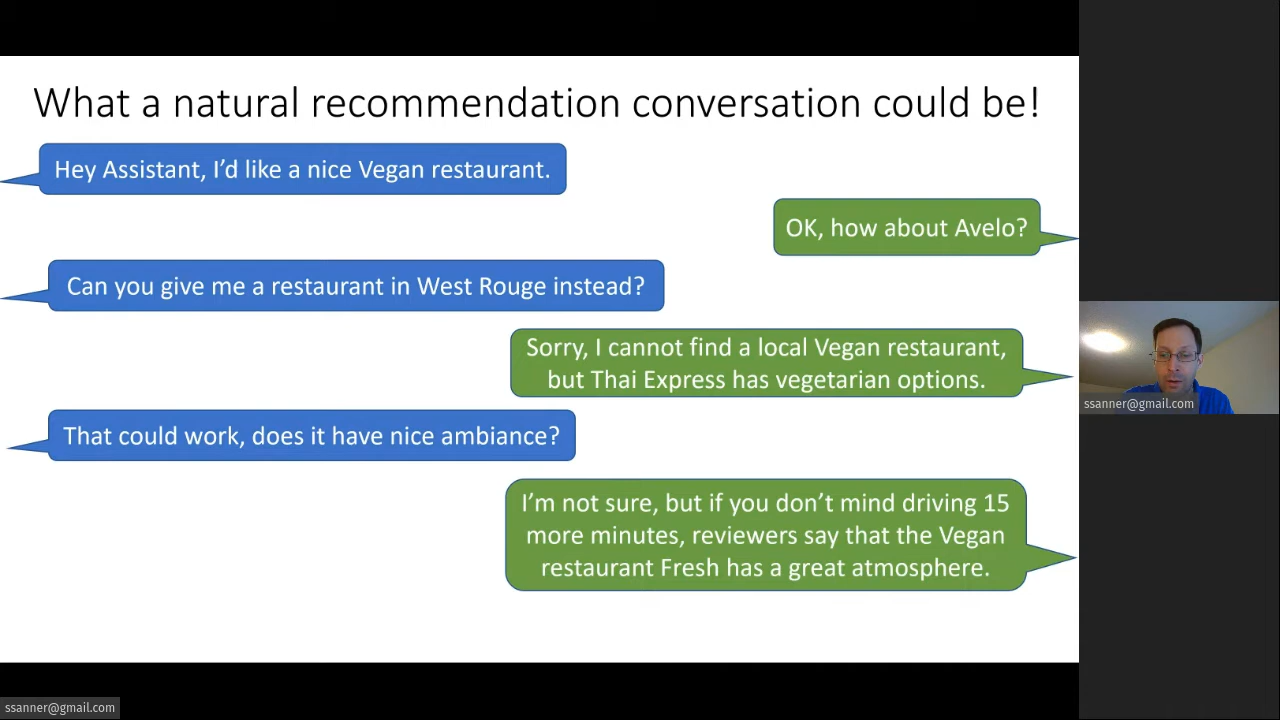 What a natural recommendation conversation could be!
Hey Assistant, I’d like a nice Vegan restaurant.
OK, how about Avelo?
Can you give me a restaurant in West Rouge instead?
Sorry, I cannot find a local Vegan restaurant,
but Thai Express has vegetarian options.
That could work, does it have nice ambiance?
I’m not sure, but if you don’t mind driving 15
more minutes, reviewers say that the Vegan
restaurant Fresh has a great atmosphere.
ssanner@gmail.com
ssanner@gmail.com